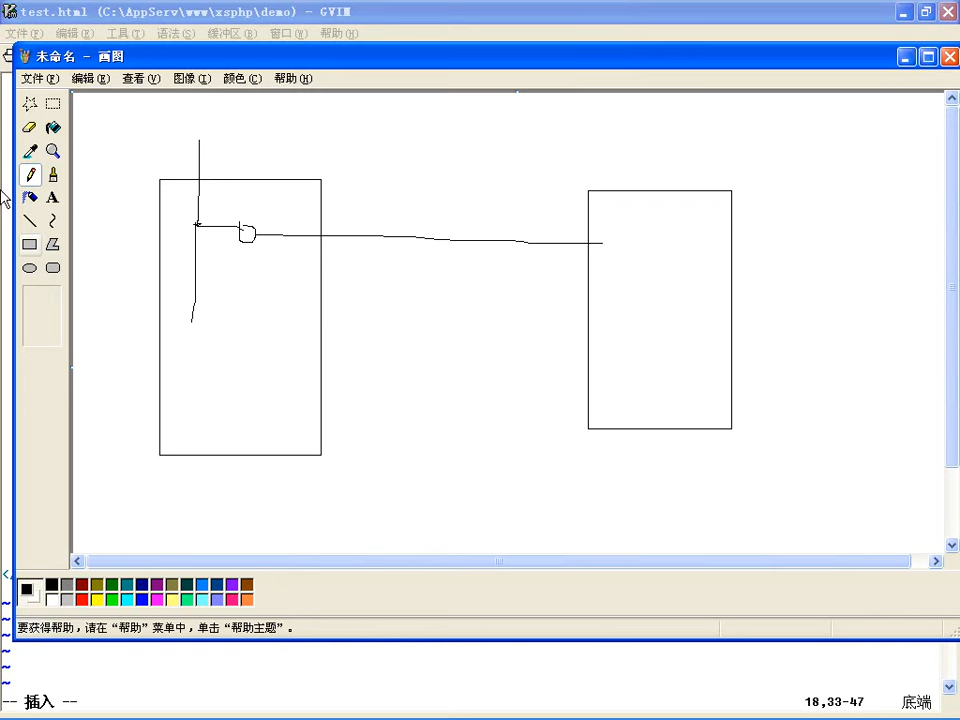 test.html (C:\AppServ\www\xsphp\demo) - GVIM
文件(F) 编辑(E) 工具(T) 语法(S) 缓冲区(B) 窗口(W) 帮助(H)
未命名 - 画图
文件(F) 编辑(E) 查看(V) 图像(I) 颜色(C) 帮助(H)
A
<
~
~
~
要获得帮助，请在“帮助”菜单中，单击“帮助主题”。
~
~
~
-- 插入 -- 18,33-47 底端